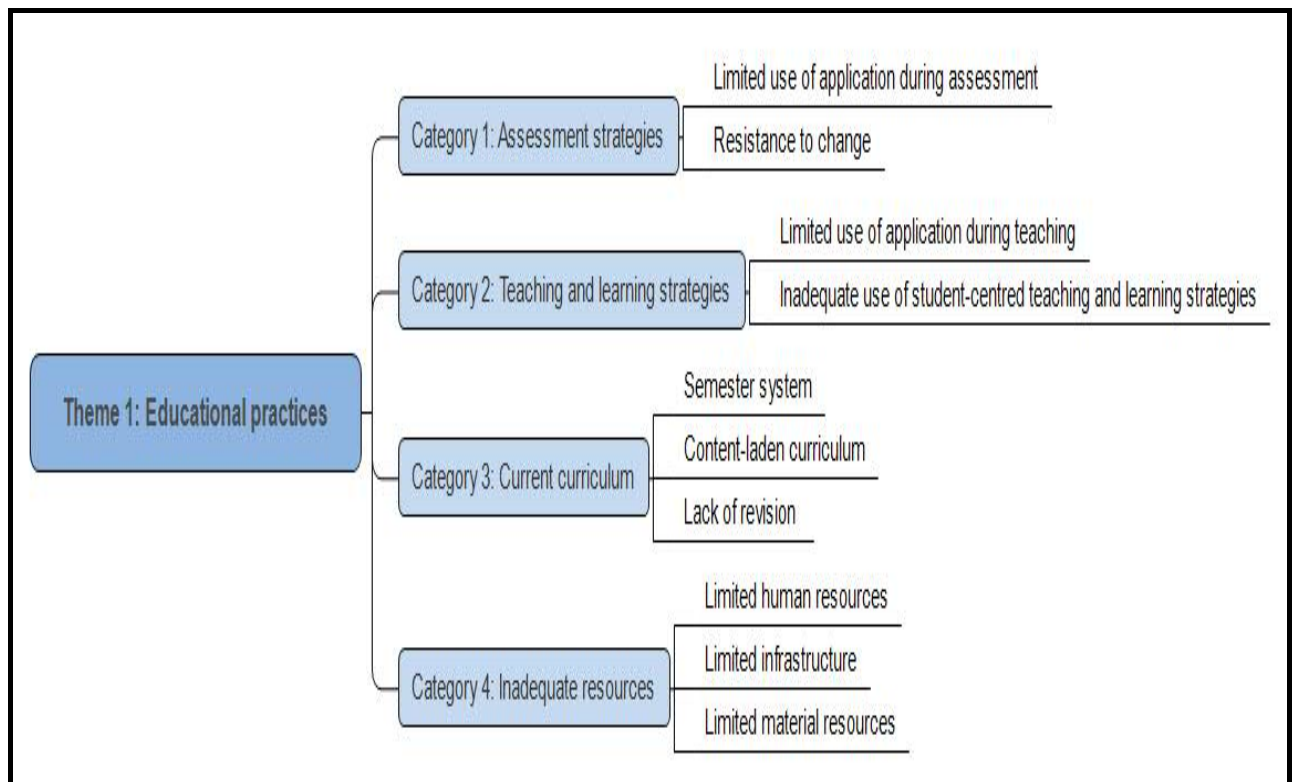 Theme 1: Educational practices
Category 1: Assessment strategies
Limited use of application during assessment
Resistance to change
Category 2: Teaching and learning strategies
Limited use of application during teaching
Inadequate use of student-centred teaching and learning strategies
Category 3: Current curriculum
Semester system
Content-laden curriculum
Lack of revision
Category 4: Inadequate resources
Limited human resources
Limited infrastructure
Limited material resources